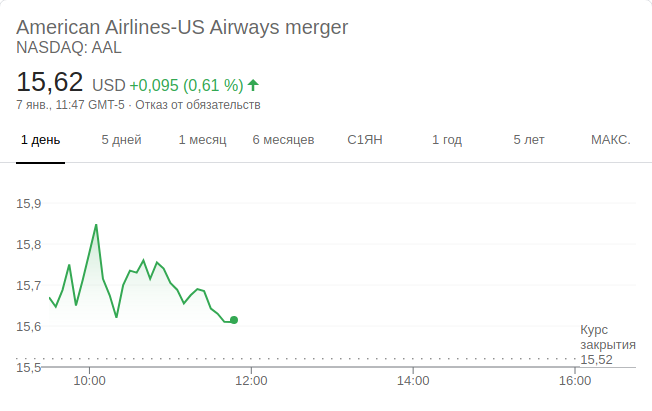 American Airlines-US Airways merger
NASDAQ: AAL
15,62 USD +0,095 (0,61 %)
7 янв., 11:47 GMT-5 · Отказ от обязательств
1 день 5 дней 1 месяц 6 месяцев С1ЯН 1 год 5 лет МАКС.
15,9
15,8
15,7
15,6
Курс
закрытия
15,52
15,5
10:00 12:00 14:00 16:00